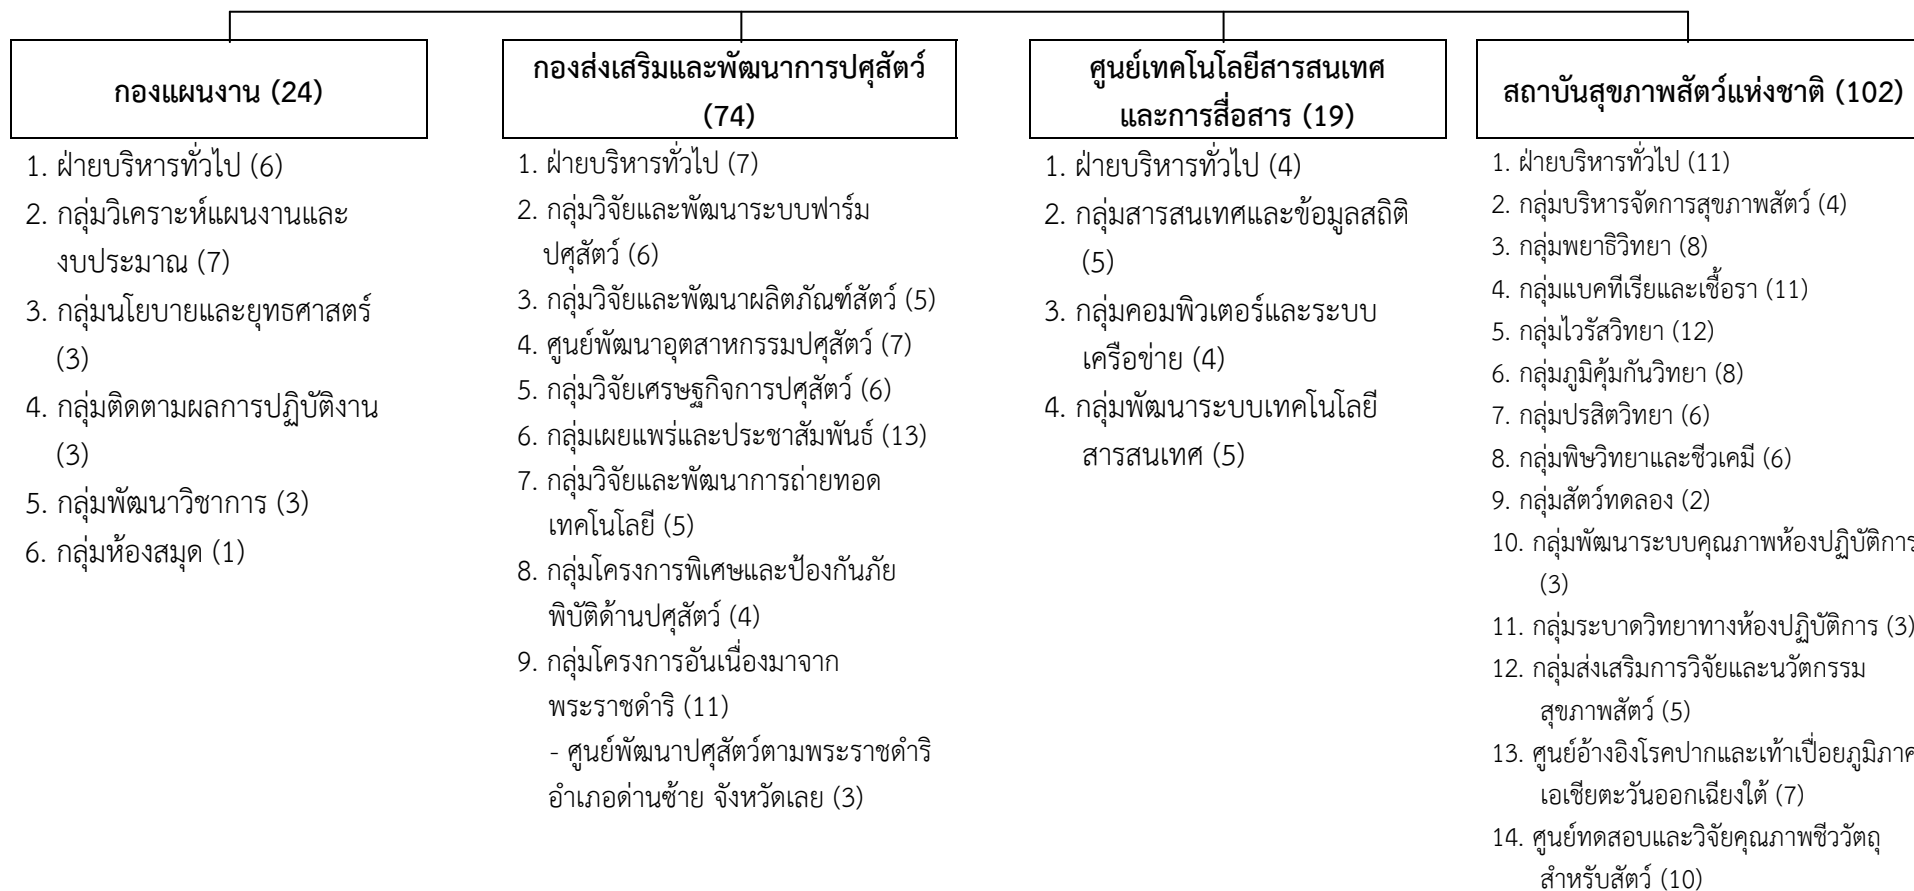 กองแผนงาน (24)
1. ฝ่ายบริหารทั่วไป (6)
2. กลุ่มวิเคราะห์แผนงานและ
งบประมาณ (7)
3. กลุ่มนโยบายและยุทธศาสตร์
(3)
4. กลุ่มติดตามผลการปฏิบัติงาน
(3)
5. กลุ่มพัฒนาวิชาการ (3)
6. กลุ่มห้องสมุด (1)
กองส่งเสริมและพัฒนาการปศุสัตว์
(74)
1. ฝ่ายบริหารทั่วไป (7)
2. กลุ่มวิจัยและพัฒนาระบบฟาร์ม
ปศุสัตว์ (6)
3. กลุ่มวิจัยและพัฒนาผลิตภัณฑ์สัตว์ (5)
4. ศูนย์พัฒนาอุตสาหกรรมปศุสัตว์ (7)
5. กลุ่มวิจัยเศรษฐกิจการปศุสัตว์ (6)
6. กลุ่มเผยแพร่และประชาสัมพันธ์ (13)
7. กลุ่มวิจัยและพัฒนาการถ่ายทอด
เทคโนโลยี (5)
8. กลุ่มโครงการพิเศษและป้องกันภัย
พิบัติด้านปศุสัตว์ (4)
9. กลุ่มโครงการอันเนื่องมาจาก
พระราชดำริ (11)
- ศูนย์พัฒนาปศุสัตว์ตามพระราชดำริ
อำเภอด่านซ้าย จังหวัดเลย (3)
ศูนย์เทคโนโลยีสารสนเทศ
และการสื่อสาร (19)
1. ฝ่ายบริหารทั่วไป (4)
2. กลุ่มสารสนเทศและข้อมูลสถิติ
(5)
3. กลุ่มคอมพิวเตอร์และระบบ
เครือข่าย (4)
4. กลุ่มพัฒนาระบบเทคโนโลยี
สารสนเทศ (5)
สถาบันสุขภาพสัตว์แห่งชาติ (102)
1. ฝ่ายบริหารทั่วไป (11)
2. กลุ่มบริหารจัดการสุขภาพสัตว์ (4)
3. กลุ่มพยาธิวิทยา (8)
4. กลุ่มแบคทีเรียและเชื้อรา (11)
5. กลุ่มไวรัสวิทยา (12)
6. กลุ่มภูมิคุ้มกันวิทยา (8)
7. กลุ่มปรสิตวิทยา (6)
8. กลุ่มพิษวิทยาและชีวเคมี (6)
9. กลุ่มสัตว์ทดลอง (2)
10. กลุ่มพัฒนาระบบคุณภาพห้องปฏิบัติการ
(3)
11. กลุ่มระบาดวิทยาทางห้องปฏิบัติการ (3)
12. กลุ่มส่งเสริมการวิจัยและนวัตกรรม
สุขภาพสัตว์ (5)
13. ศูนย์อ้างอิงโรคปากและเท้าเปื่อยภูมิภาค
เอเชียตะวันออกเฉียงใต้ (7)
14. ศูนย์ทดสอบและวิจัยคุณภาพชีววัตถุ
สำหรับสัตว์ (10)